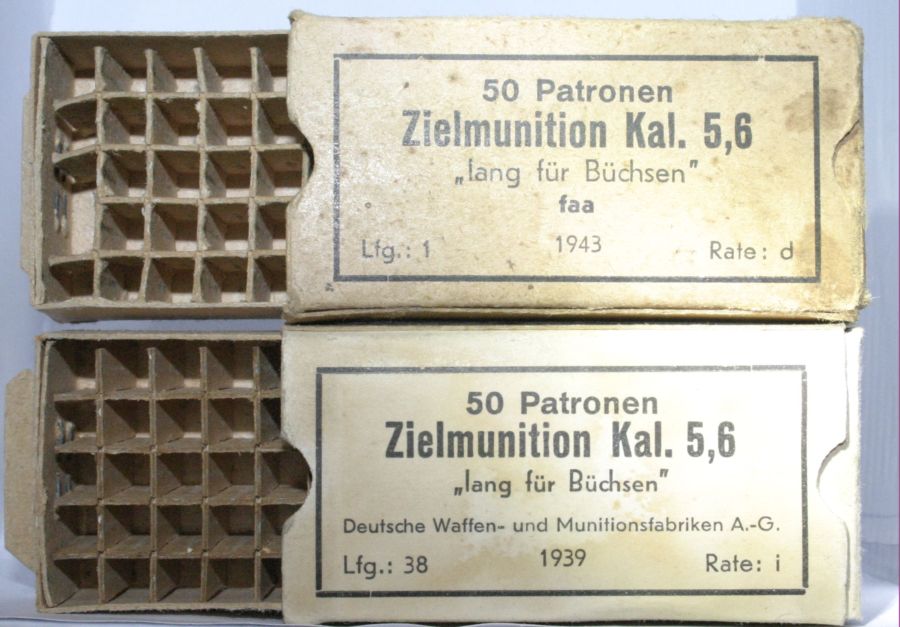 50 Patronen
Zielmunition Kal. 5,6
„lang für Büchsen"
faa
Lfg.: 1 1943 Rate: d
50 Patronen
Zielmunition Kal. 5,6
„lang für Büchsen"
Deutsche Waffen- und Munitionsfabriken A.-G.
Lfg.: 38 1939 Rate: i